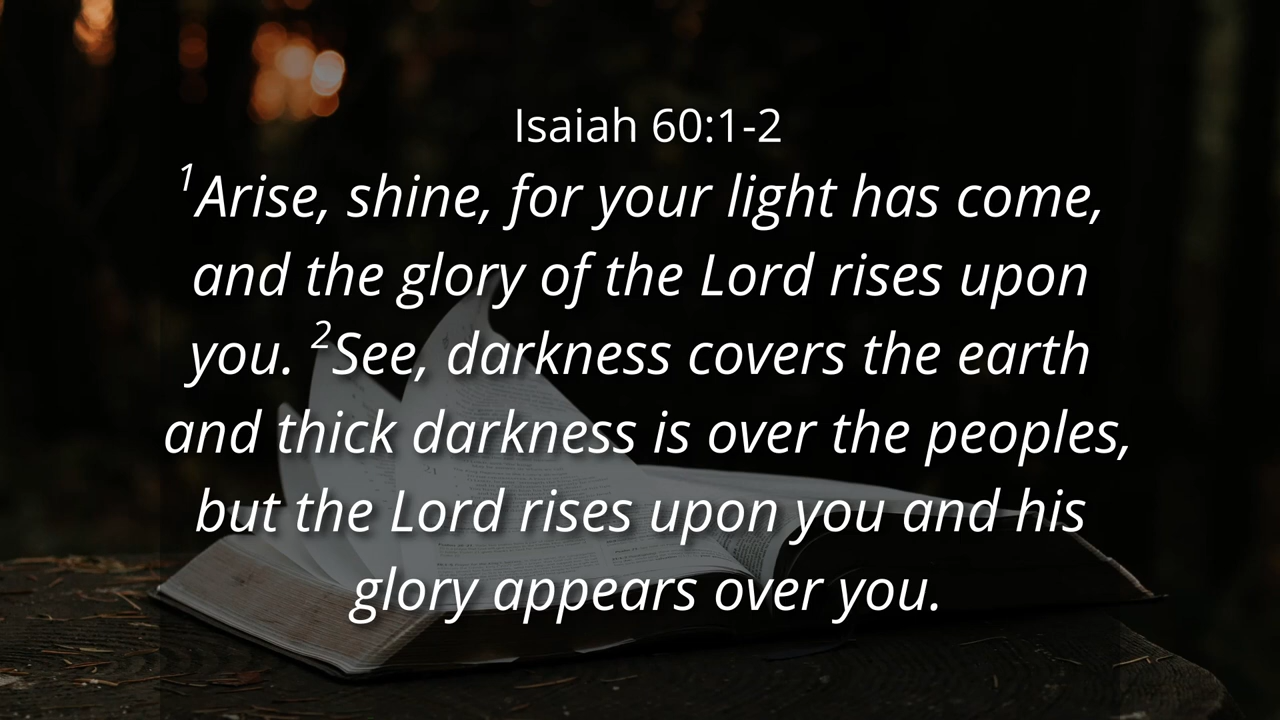 Isaiah 60:1-2
¹Arise, shine, for your light has come,
and the glory of the Lord rises upon
you. ²See, darkness covers the earth
and thick darkness is over the peoples,
but the Lord rises upon you and his
glory appears over you.